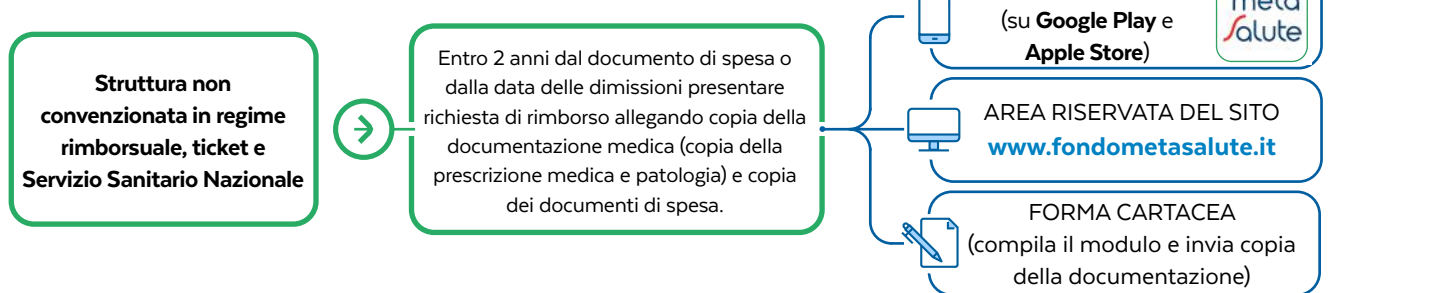 Struttura non
convenzionata in regime
rimborsuale, ticket e
Servizio Sanitario Nazionale
Entro 2 anni dal documento di spesa o
dalla data delle dimissioni presentare
richiesta di rimborso allegando copia della
documentazione medica (copia della
prescrizione medica e patologia) e copia
dei documenti di spesa.
(su Google Play e
Apple Store)
meta
Salute
AREA RISERVATA DEL SITO
www.fondometasalute.it
FORMA CARTACEA
(compila il modulo e invia copia
della documentazione)